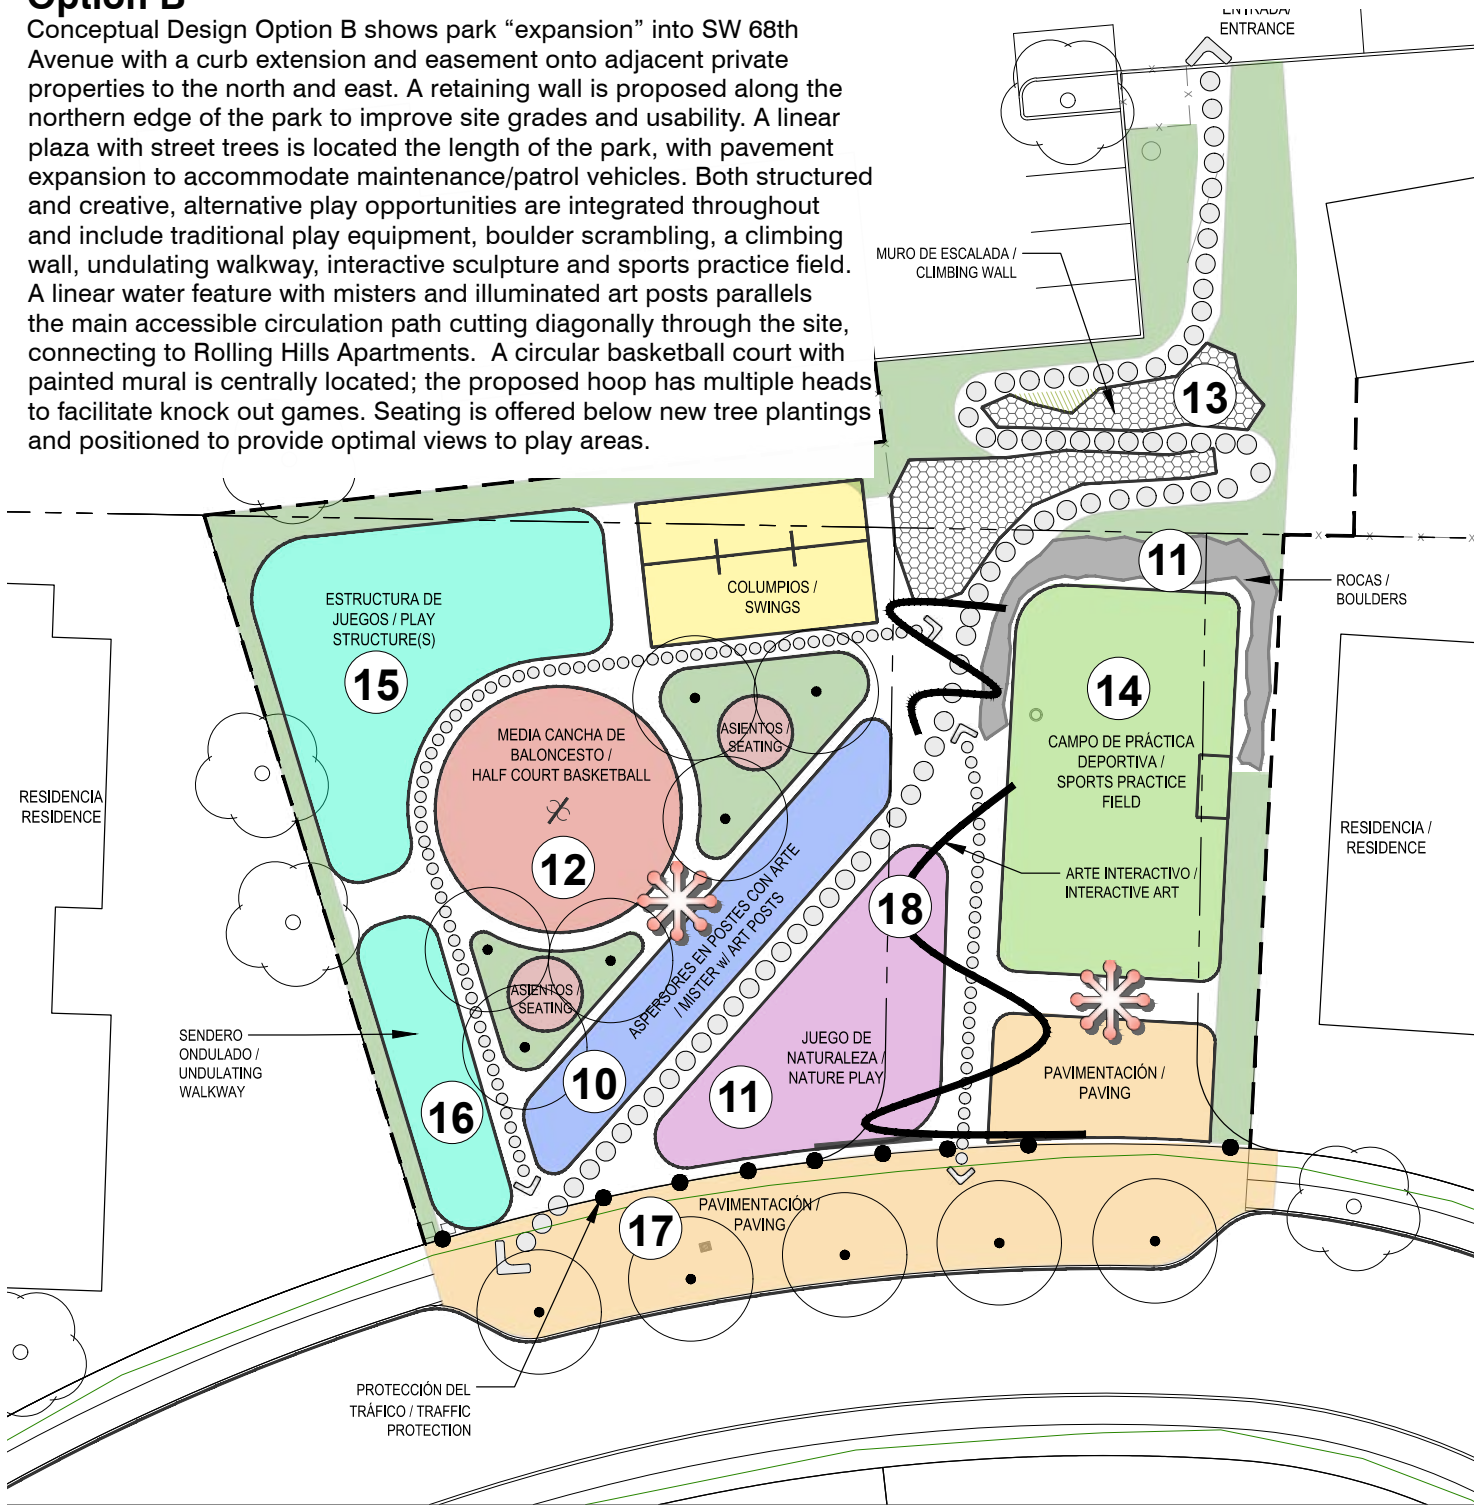 Option B
Conceptual Design Option B shows park “expansion” into SW 68th
Avenue with a curb extension and easement onto adjacent private
properties to the north and east. A retaining wall is proposed along the
northern edge of the park to improve site grades and usability. A linear
plaza with street trees is located the length of the park, with pavement
expansion to accommodate maintenance/patrol vehicles. Both structured
and creative, alternative play opportunities are integrated throughout
and include traditional play equipment, boulder scrambling, a climbing
wall, undulating walkway, interactive sculpture and sports practice field.
A linear water feature with misters and illuminated art posts parallels
the main accessible circulation path cutting diagonally through the site,
connecting to Rolling Hills Apartments.  A circular basketball court with
painted mural is centrally located; the proposed hoop has multiple heads
to facilitate knock out games. Seating is offered below new tree plantings
and positioned to provide optimal views to play areas.
ENTRADA/
ENTRANCE
MURO DE ESCALADA /
CLIMBING WALL
13
11
ROCAS /
BOULDERS
COLUMPIOS /
SWINGS
ESTRUCTURA DE
JUEGOS / PLAY
STRUCTURE(S)
15
14
CAMPO DE PRÁCTICA
DEPORTIVA /
SPORTS PRACTICE
FIELD
ASIENTOS /
SEATING
MEDIA CANCHA DE
BALONCESTO /
HALF COURT BASKETBALL
12
RESIDENCIA
RESIDENCE
RESIDENCIA /
RESIDENCE
ARTE INTERACTIVO /
INTERACTIVE ART
18
ASPERSORES EN POSTES CON ARTE
/ MISTER w/ ART POSTS
ASIENTOS /
SEATING
SENDERO
ONDULADO /
UNDULATING
WALKWAY
10
JUEGO DE
NATURALEZA /
NATURE PLAY
11
PAVIMENTACIÓN /
PAVING
16
PAVIMENTACIÓN /
PAVING
17
PROTECCIÓN DEL
TRÁFICO / TRAFFIC
PROTECTION